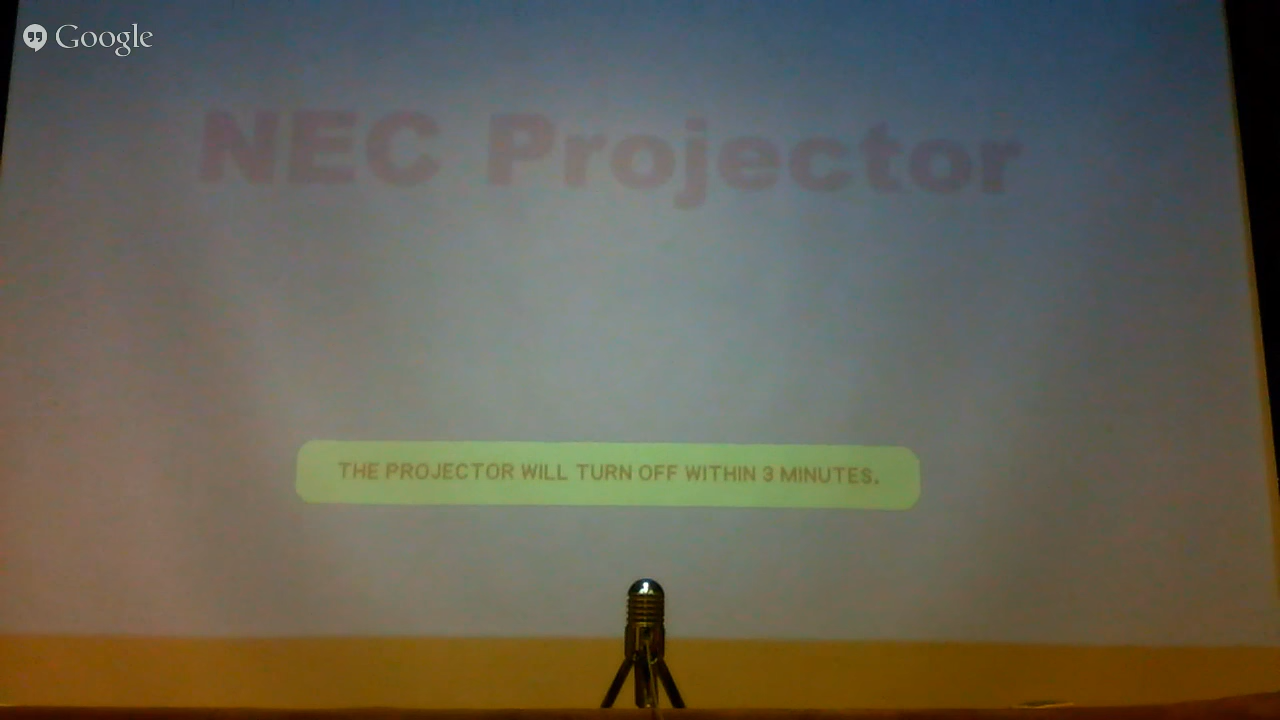 Google
NEC Projector
THE PROJECTOR WILL TURN OFF WITHIN 3 MINUTES.